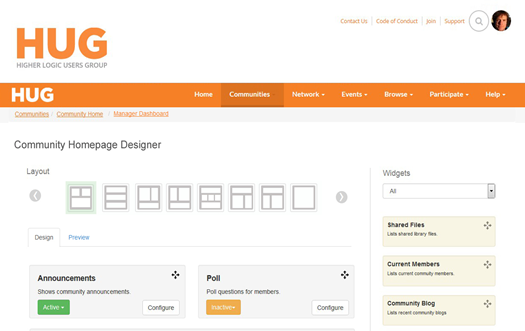 Contact Us Code of Conduct Join Support
HUG
HIGHER LOGIC USERS GROUP
HUG Home Communities Network Events Browse Participate Help
Communities / Community Home / Manager Dashboard
Community Homepage Designer
Layout
Widgets
All
Design Preview
Shared Files
Lists shared library files.
Announcements
Shows community announcements.
Active
Configure
Poll
Poll questions for members.
Inactive
Configure
Current Members
Lists current commuity members.
Community Blog
Lists recent community blogs